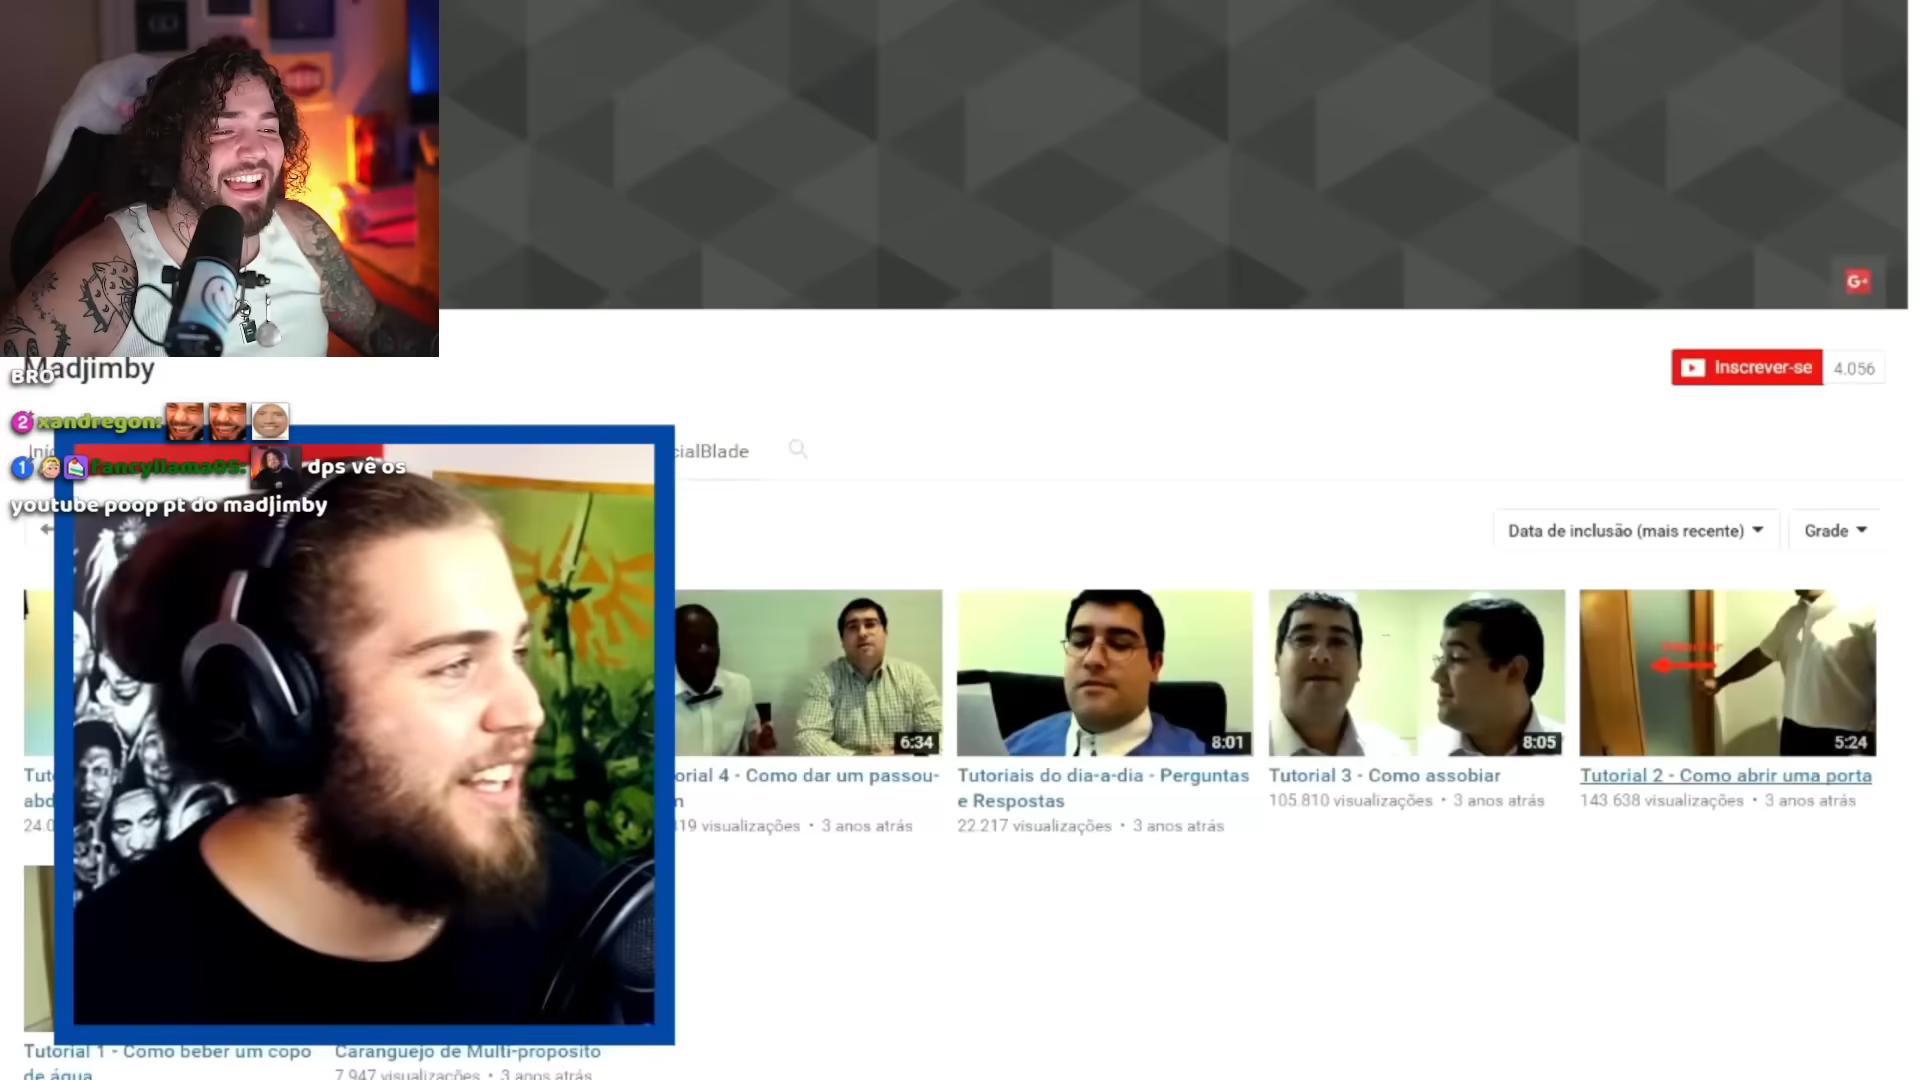 Madjimby
BRO
Inscrever-se 4.056
2 xandregon:
cialBlade
1 fancyllama05: dps vê os
youtube poop pt do madjimby
Data de inclusão (mais recente)
Grade
G+
6:34
8:01
8:05
5:24
orial 4 - Como dar um passou-
819 visualizações • 3 anos atrás
Tutoriais do dia-a-dia - Perguntas
e Respostas
22.217 visualizações • 3 anos atrás
Tutorial 3 - Como assobiar
105.810 visualizações • 3 anos atrás
Tutorial 2 - Como abrir uma porta
143.638 visualizações • 3 anos atrás
Tutorial 1 - Como beber um copo
de água
Caranguejo de Multi-proposito
7.947 visualizações • 3 anos atrás